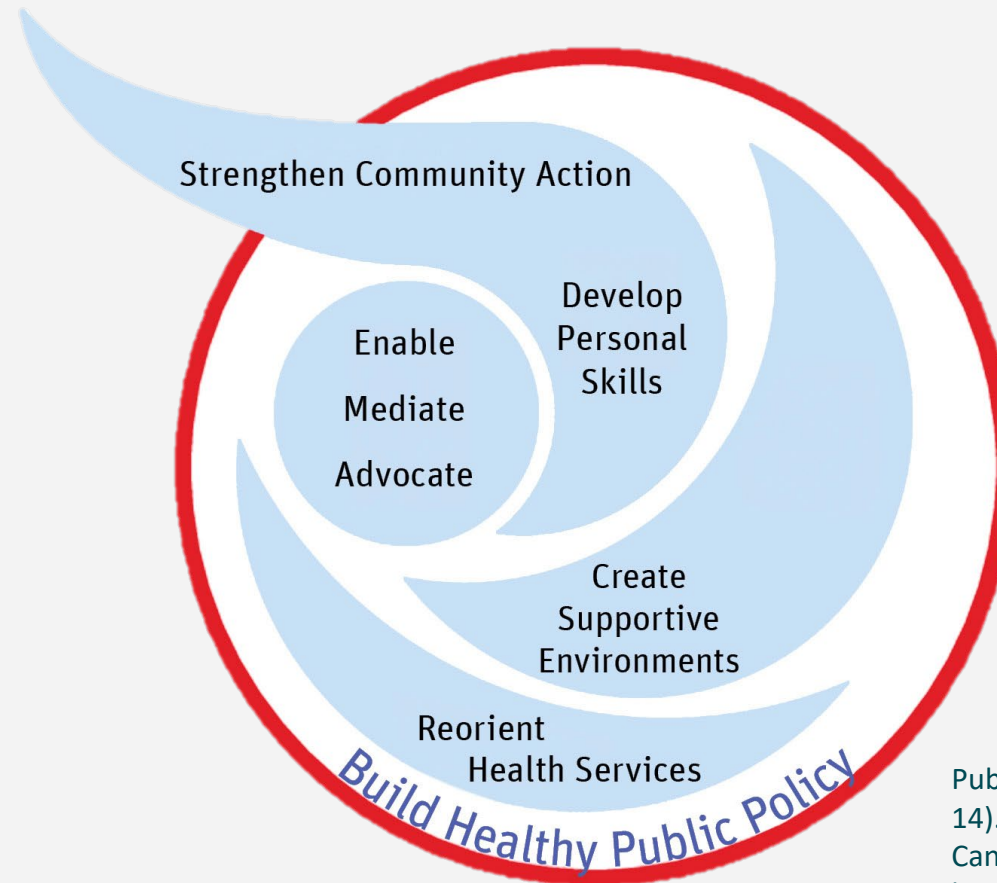 Strengthen Community Action
Develop
Personal
Skills
Enable
Mediate
Advocate
Create
Supportive
Environments
Reorient
Health Services
Build Healthy Public Policy
Pub
14).
Can